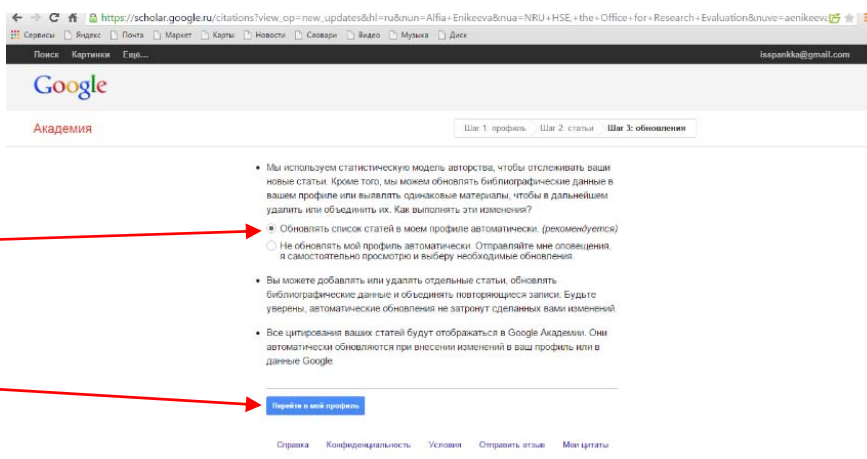 https://scholar.google.ru/citations?view_op=new_updates&hl=ru&nun=Alfia+Enikeeva&nua=NRU+HSE,+the+Office+for+Research+Evaluation&nuve=aenikeeva
Сервисы Яндекс Почта Маркет Карты Новости Словари Видео Музыка Диск
Поиск Картинки Ещё... isspankka@gmail.com
Google
Академия Шаг 1: профиль Шаг 2: статьи Шаг 3: обновления
• Мы используем статистическую модель авторства, чтобы отслеживать ваши
новые статьи. Кроме того, мы можем обновлять библиографические данные в
вашем профиле или выявлять одинаковые материалы, чтобы в дальнейшем
удалить или объединить их. Как выполнять эти изменения?
Обновлять список статей в моем профиле автоматически. (рекомендуется)
Не обновлять мой профиль автоматически. Отправляйте мне оповещения,
я самостоятельно просмотрю и выберу необходимые обновления.
• Вы можете добавлять или удалять отдельные статьи, обновлять
библиографические данные и объединять повторяющиеся записи. Будьте
уверены, автоматические обновления не затронут сделанных вами изменений.
• Все цитирования ваших статей будут отображаться в Google Академии. Они
автоматически обновляются при внесении изменений в ваш профиль или в
данные Google.
Перейти в мой профиль
Справка Конфиденциальность Условия Отправить отзыв Мои цитаты